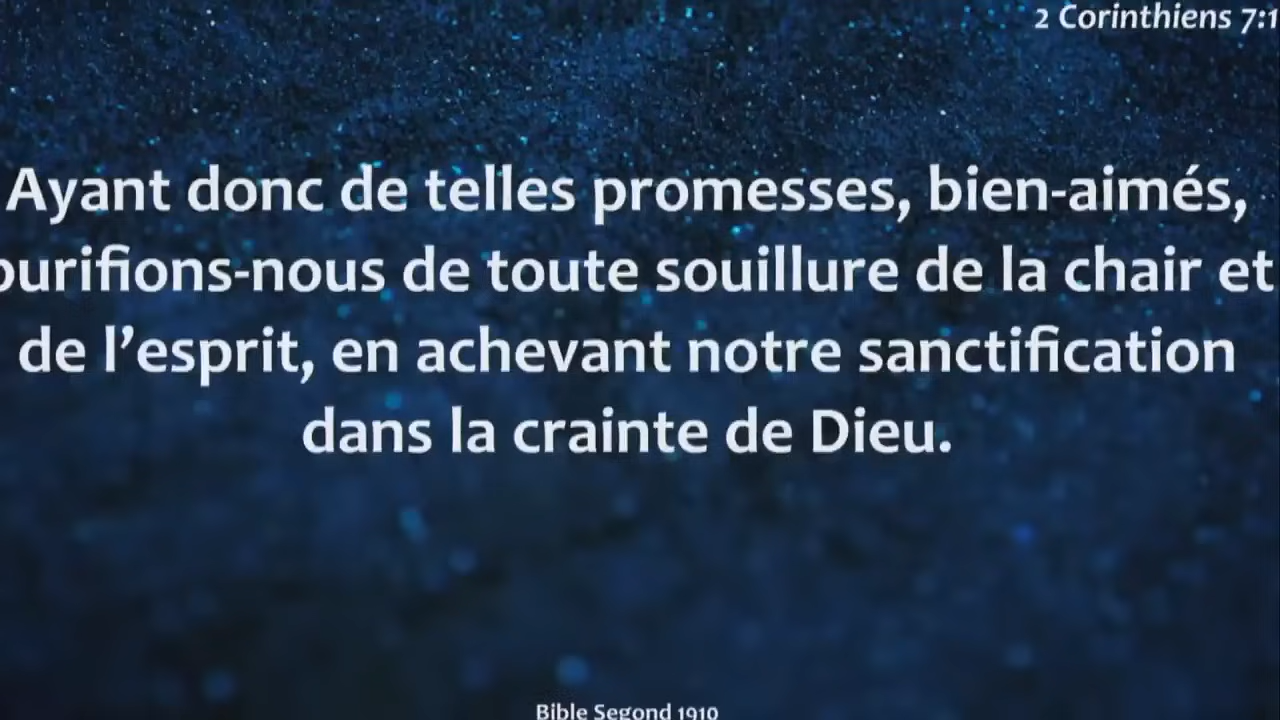 2 Corinthiens 7:1
Ayant donc de telles promesses, bien-aimés,
purifions-nous de toute souillure de la chair et
de l’esprit, en achevant notre sanctification
dans la crainte de Dieu.
Bible Segond 1910